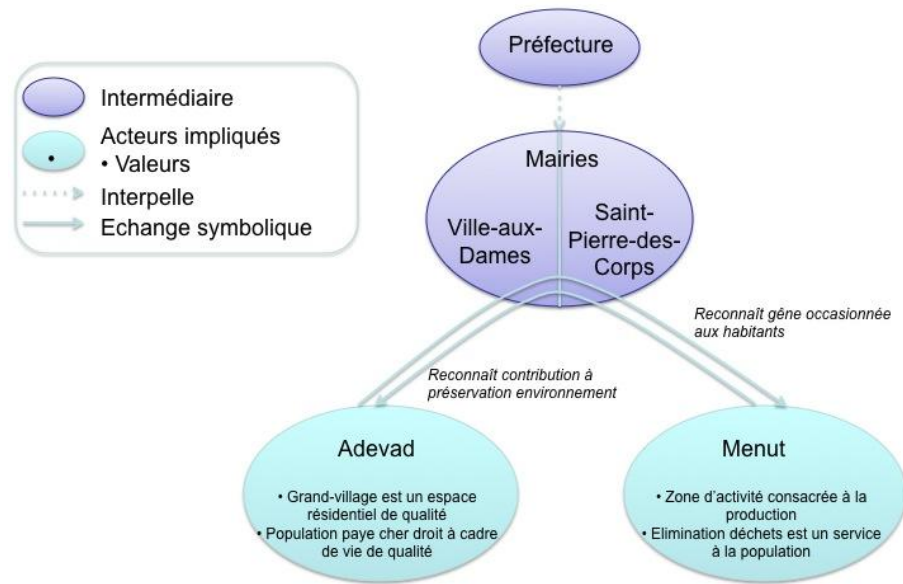 Préfecture
Intermédiaire
Acteurs impliqués
• Valeurs
Interpelle
Echange symbolique
Mairies
Ville-aux-
Dames
Saint-
Pierre-des-
Corps
Reconnaît gêne occasionnée
aux habitants
Reconnaît contribution à
préservation environnement
Adevad
• Grand-village est un espace
résidentiel de qualité
• Population paye cher droit à cadre
de vie de qualité
Menut
• Zone d'activité consacrée à la
production
• Elimination déchets est un service
à la population